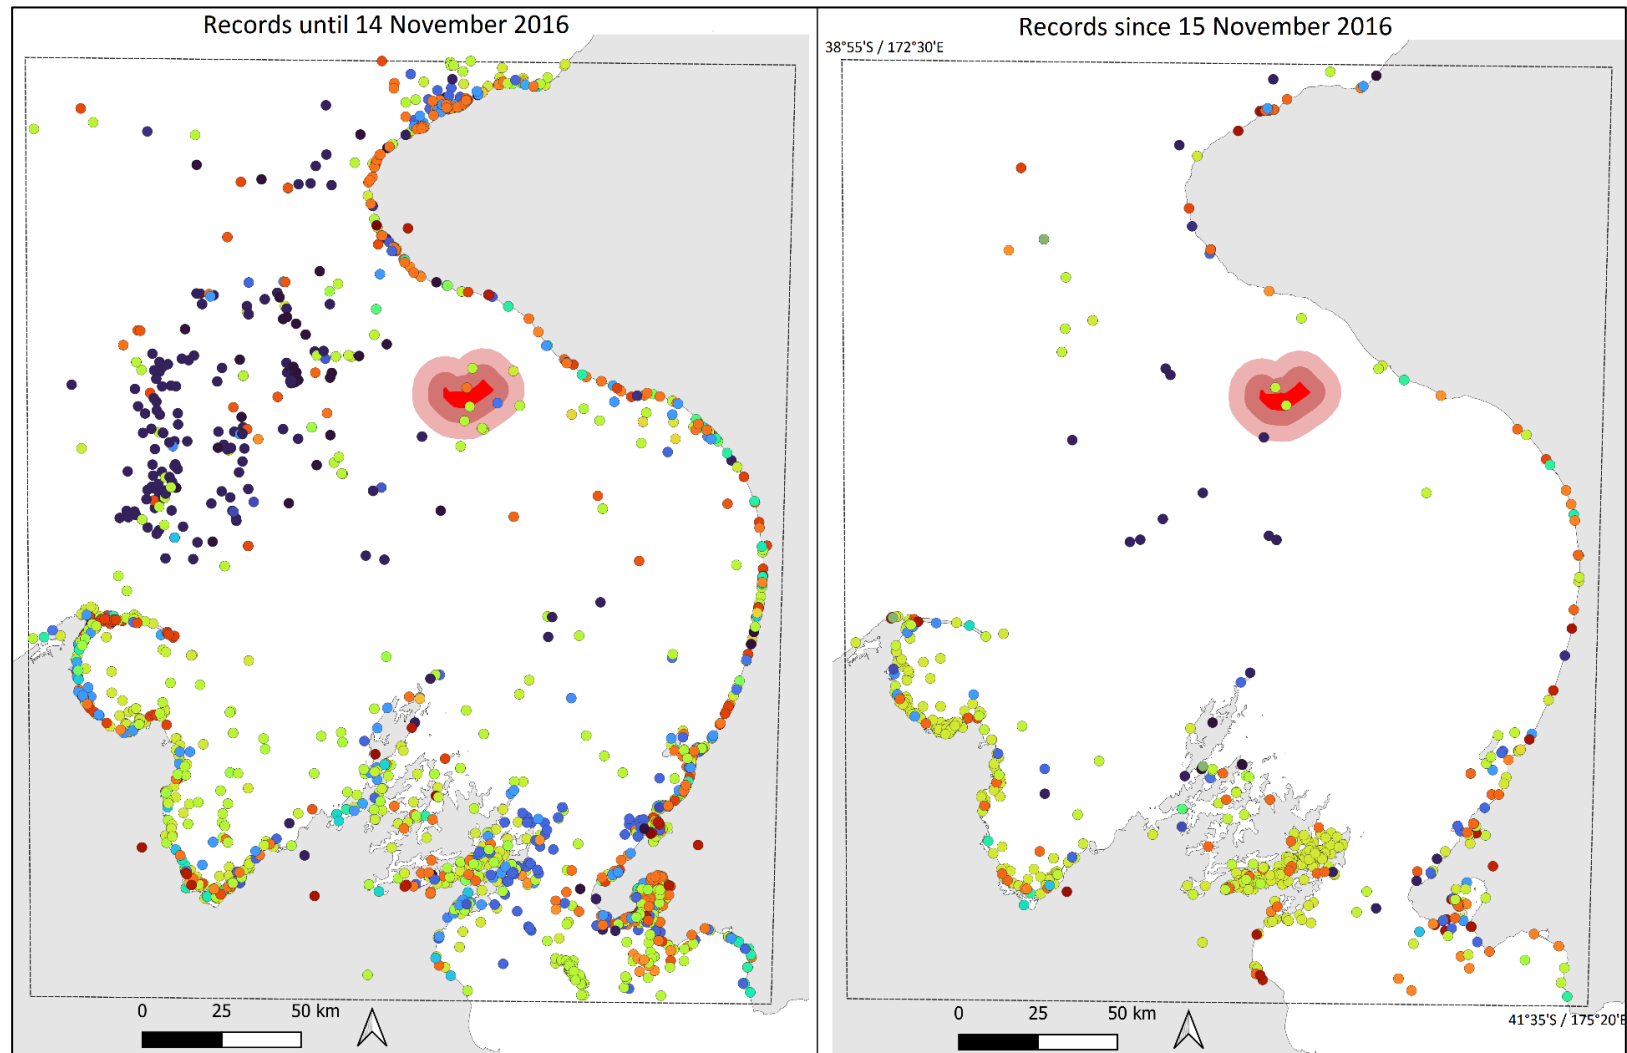 Records until 14 November 2016
Records since 15 November 2016
38°55'S / 172°30'E
0 25 50 km
0 25 50 km
41°35'S / 175°20'E